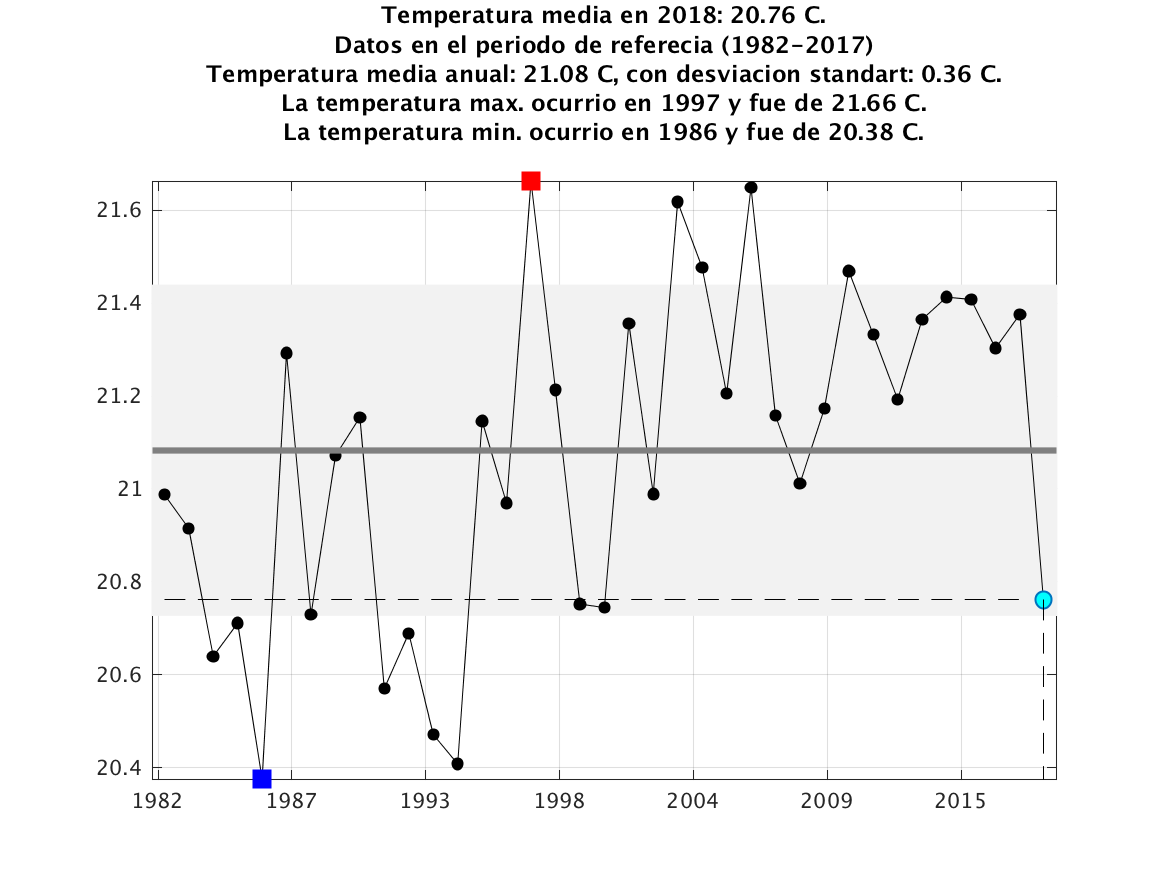 Temperatura media en 2018: 20.76 C.
Datos en el periodo de referecia (1982-2017)
Temperatura media anual: 21.08 C, con desviacion standart: 0.36 C.
La temperatura max. ocurrio en 1997 y fue de 21.66 C.
La temperatura min. ocurrio en 1986 y fue de 20.38 C.
21.6
21.4
21.2
21
20.8
20.6
20.4
1982 1987 1993 1998 2004 2009 2015